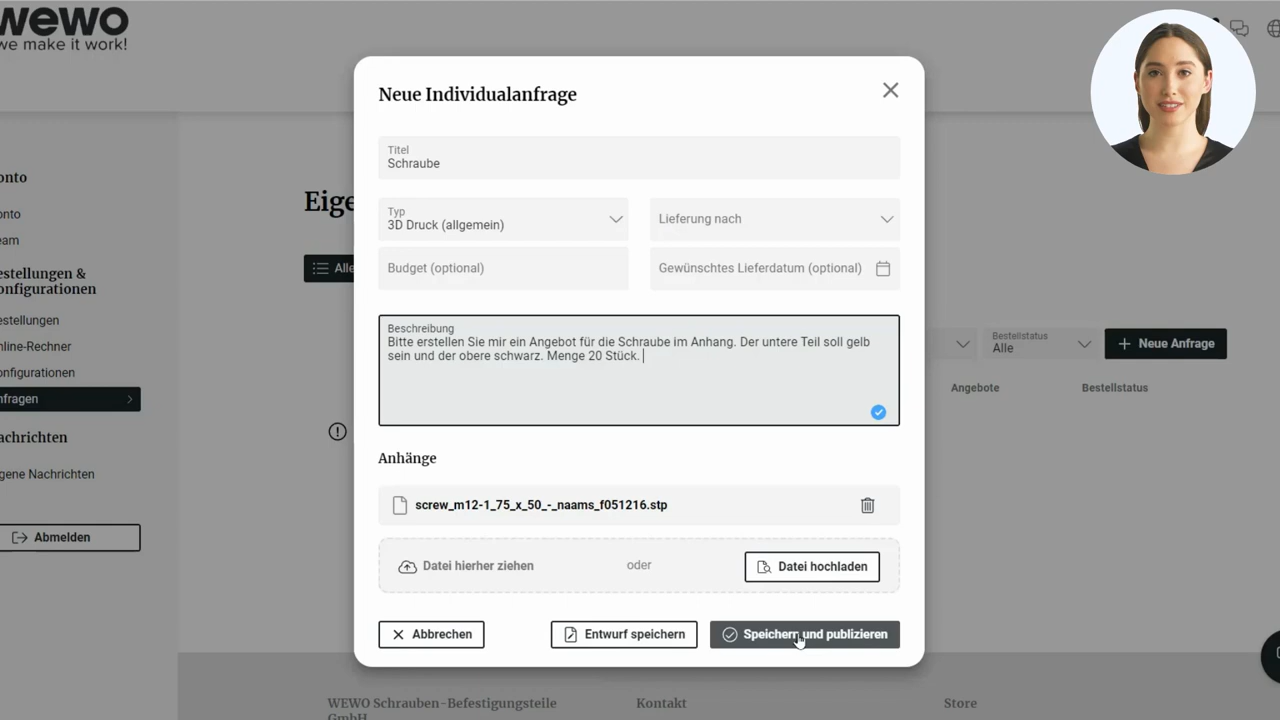 wewo
we make it work!
Neue Individualanfrage
Titel
Schraube
Typ
3D Druck (allgemein)
Lieferung nach
Budget (optional)
Gewünschtes Lieferdatum (optional)
Beschreibung
Bitte erstellen Sie mir ein Angebot für die Schraube im Anhang. Der untere Teil soll gelb
sein und der obere schwarz. Menge 20 Stück.
Anhänge
screw_m12-1_75_x_50_-_naams_f051216.stp
Datei hierher ziehen
oder
Datei hochladen
Abbrechen
Entwurf speichern
Speichern und publizieren
onto
onto
eam
estellungen &
onfigurationen
estellungen
nline-Rechner
onfigurationen
nfragen
achrichten
gene Nachrichten
Abmelden
Eige
Alle
Bestellstatus
Alle
Neue Anfrage
Angebote
Bestellstatus
WEWO Schrauben-Befestigungsteile
GmbH
Kontakt
Store